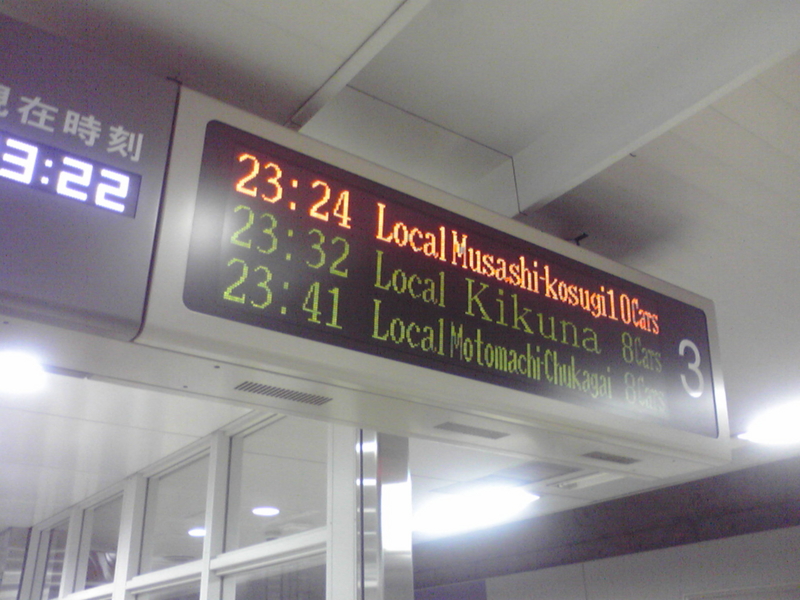 現在時刻
3:22
23:24 Local Musashi-kosugi 10Cars
23:32 Local Kikuna 8Cars
23:41 Local Motomachi-Chukagai 8Cars
3